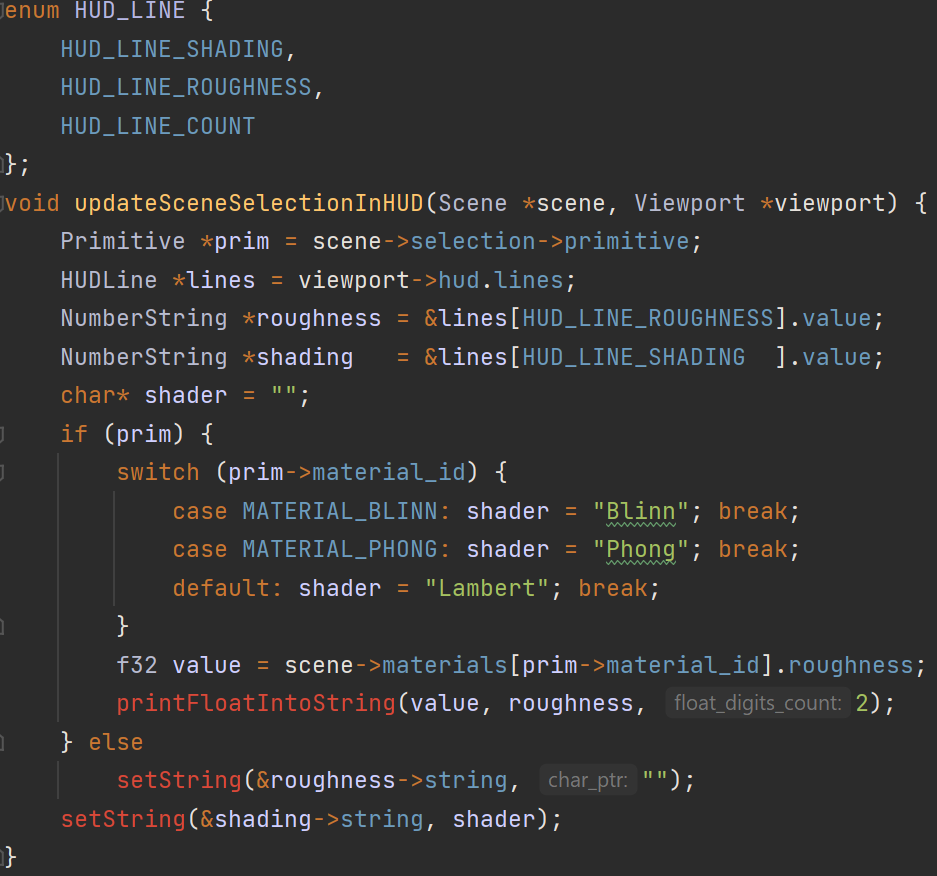 enum HUD_LINE {
    HUD_LINE_SHADING,
    HUD_LINE_ROUGHNESS,
    HUD_LINE_COUNT
};
void updateSceneSelectionInHUD(Scene *scene, Viewport *viewport) {
    Primitive *prim = scene->selection->primitive;
    HUDLine *lines = viewport->hud.lines;
    NumberString *roughness = &lines[HUD_LINE_ROUGHNESS].value;
    NumberString *shading   = &lines[HUD_LINE_SHADING  ].value;
    char* shader = "";
    if (prim) {
        switch (prim->material_id) {
            case MATERIAL_BLINN: shader = "Blinn"; break;
            case MATERIAL_PHONG: shader = "Phong"; break;
            default: shader = "Lambert"; break;
        }
        f32 value = scene->materials[prim->material_id].roughness;
        printFloatIntoString(value, roughness, float_digits_count: 2);
    } else
        setString(&roughness->string, char_ptr: "");
    setString(&shading->string, shader);
}